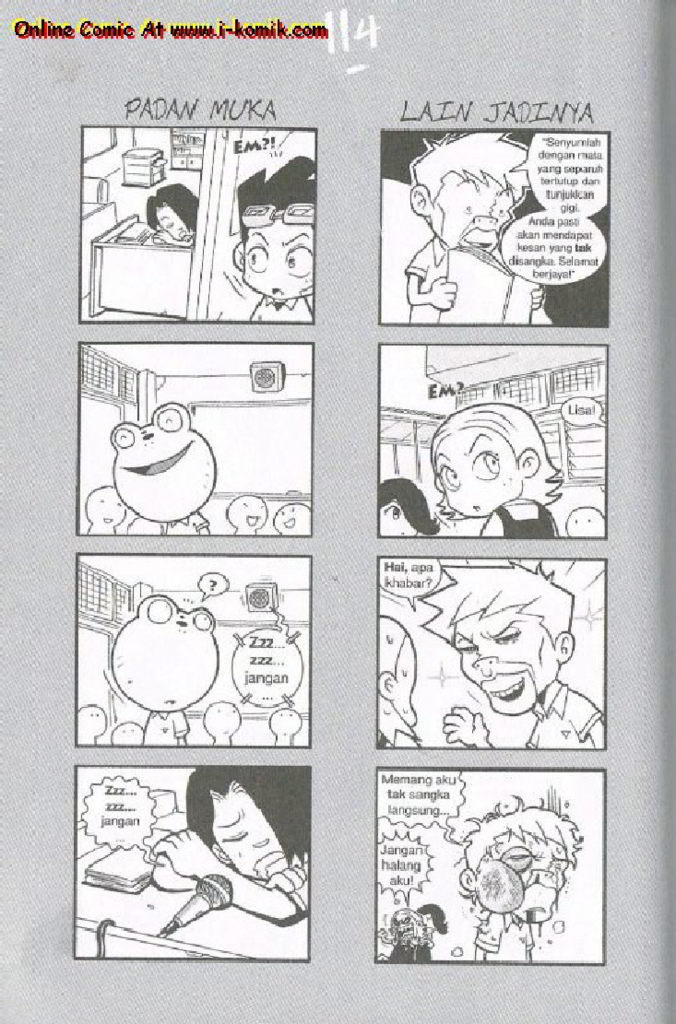 Online Comic At www.i-komik.com
114
PADAN MUKA
EM?!
?
Zzz...
zzz...
jangan
...
Zzz...
zzz...
jangan
...
LAIN JADINYA
"Senyumlah
dengan mata
yang separuh
tertutup dan
tunjukkan
gigi.
Anda pasti
akan mendapat
kesan yang tak
disangka. Selamat
berjaya!"
EM?
Lisa!
Hai, apa
khabar?
Memang aku
tak sangka
langsung...
Jangan
halang
aku!